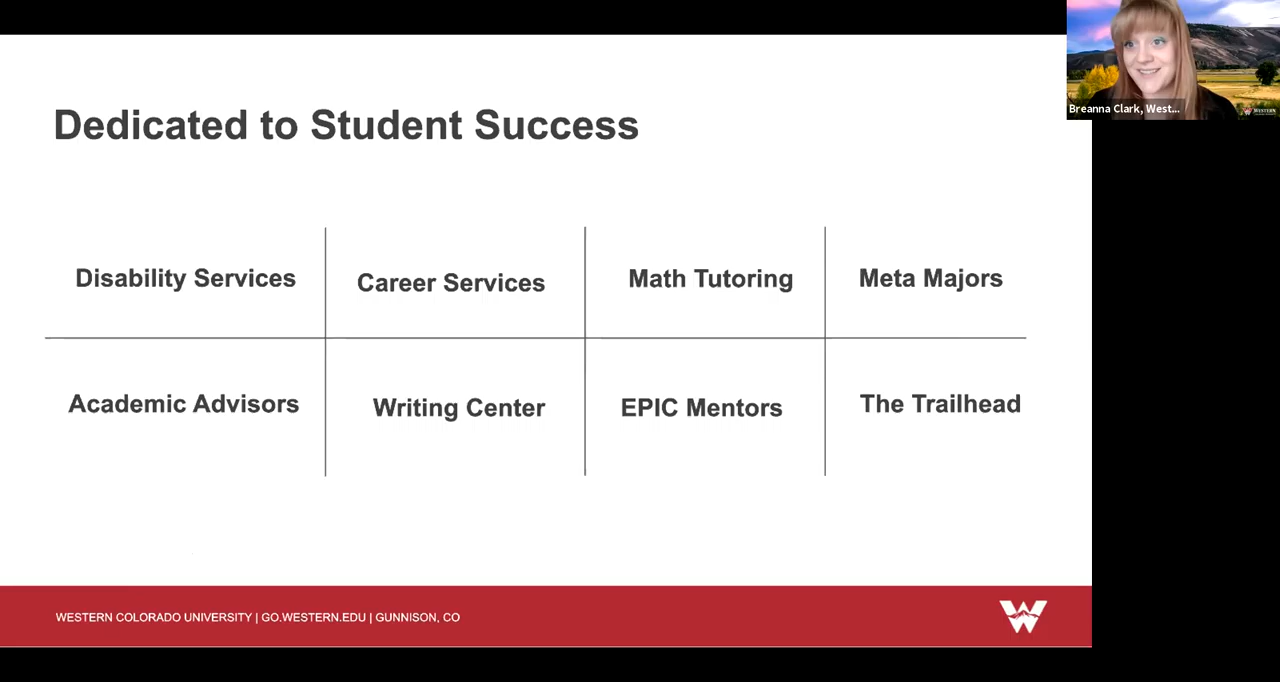 Dedicated to Student Success
Breanna Clark, West...
WESTERN
Disability Services
Career Services
Math Tutoring
Meta Majors
Academic Advisors
Writing Center
EPIC Mentors
The Trailhead
WESTERN COLORADO UNIVERSITY | GO.WESTERN.EDU | GUNNISON, CO
W